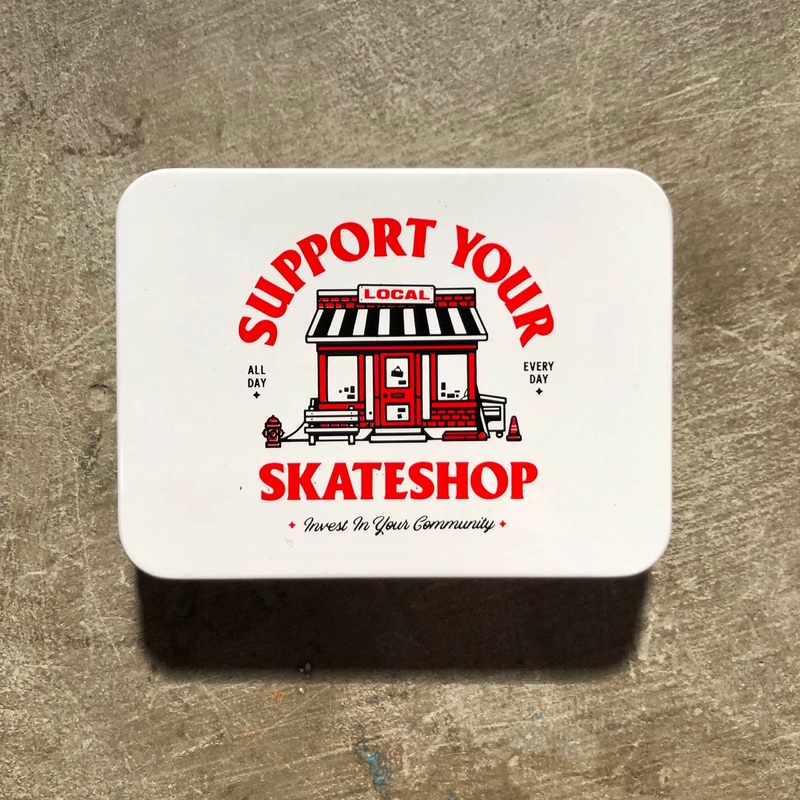 SUPPORT YOUR
LOCAL
ALL
DAY
EVERY
DAY
SKATESHOP
Invest In Your Community